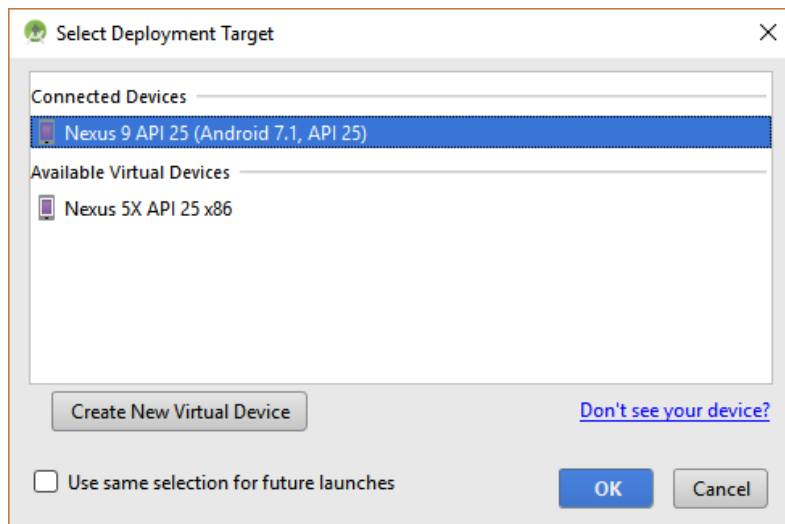 Select Deployment Target
Connected Devices
Nexus 9 API 25 (Android 7.1, API 25)
Available Virtual Devices
Nexus 5X API 25 x86
Create New Virtual Device
Don't see your device?
Use same selection for future launches
OK
Cancel